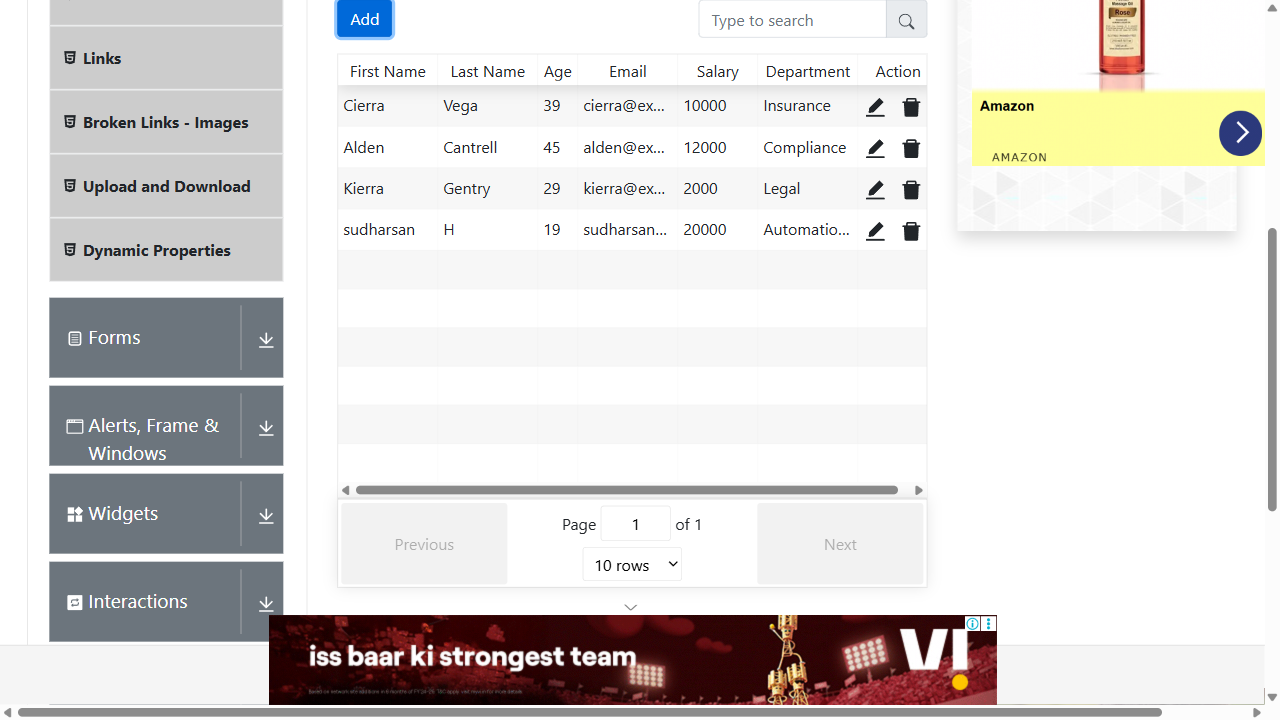 Add
Type to search
Links
Broken Links - Images
Upload and Download
Dynamic Properties
Forms
Alerts, Frame &
Windows
Widgets
Interactions
First Name Last Name Age Email Salary Department Action
Cierra Vega 39 cierra@ex... 10000 Insurance
Alden Cantrell 45 alden@ex... 12000 Compliance
Kierra Gentry 29 kierra@ex... 2000 Legal
sudharsan H 19 sudharsan... 20000 Automatio...
Previous
Page 1 of 1
10 rows
Next
Massage Oil
Rose
Amazon
AMAZON
iss baar ki strongest team
VI